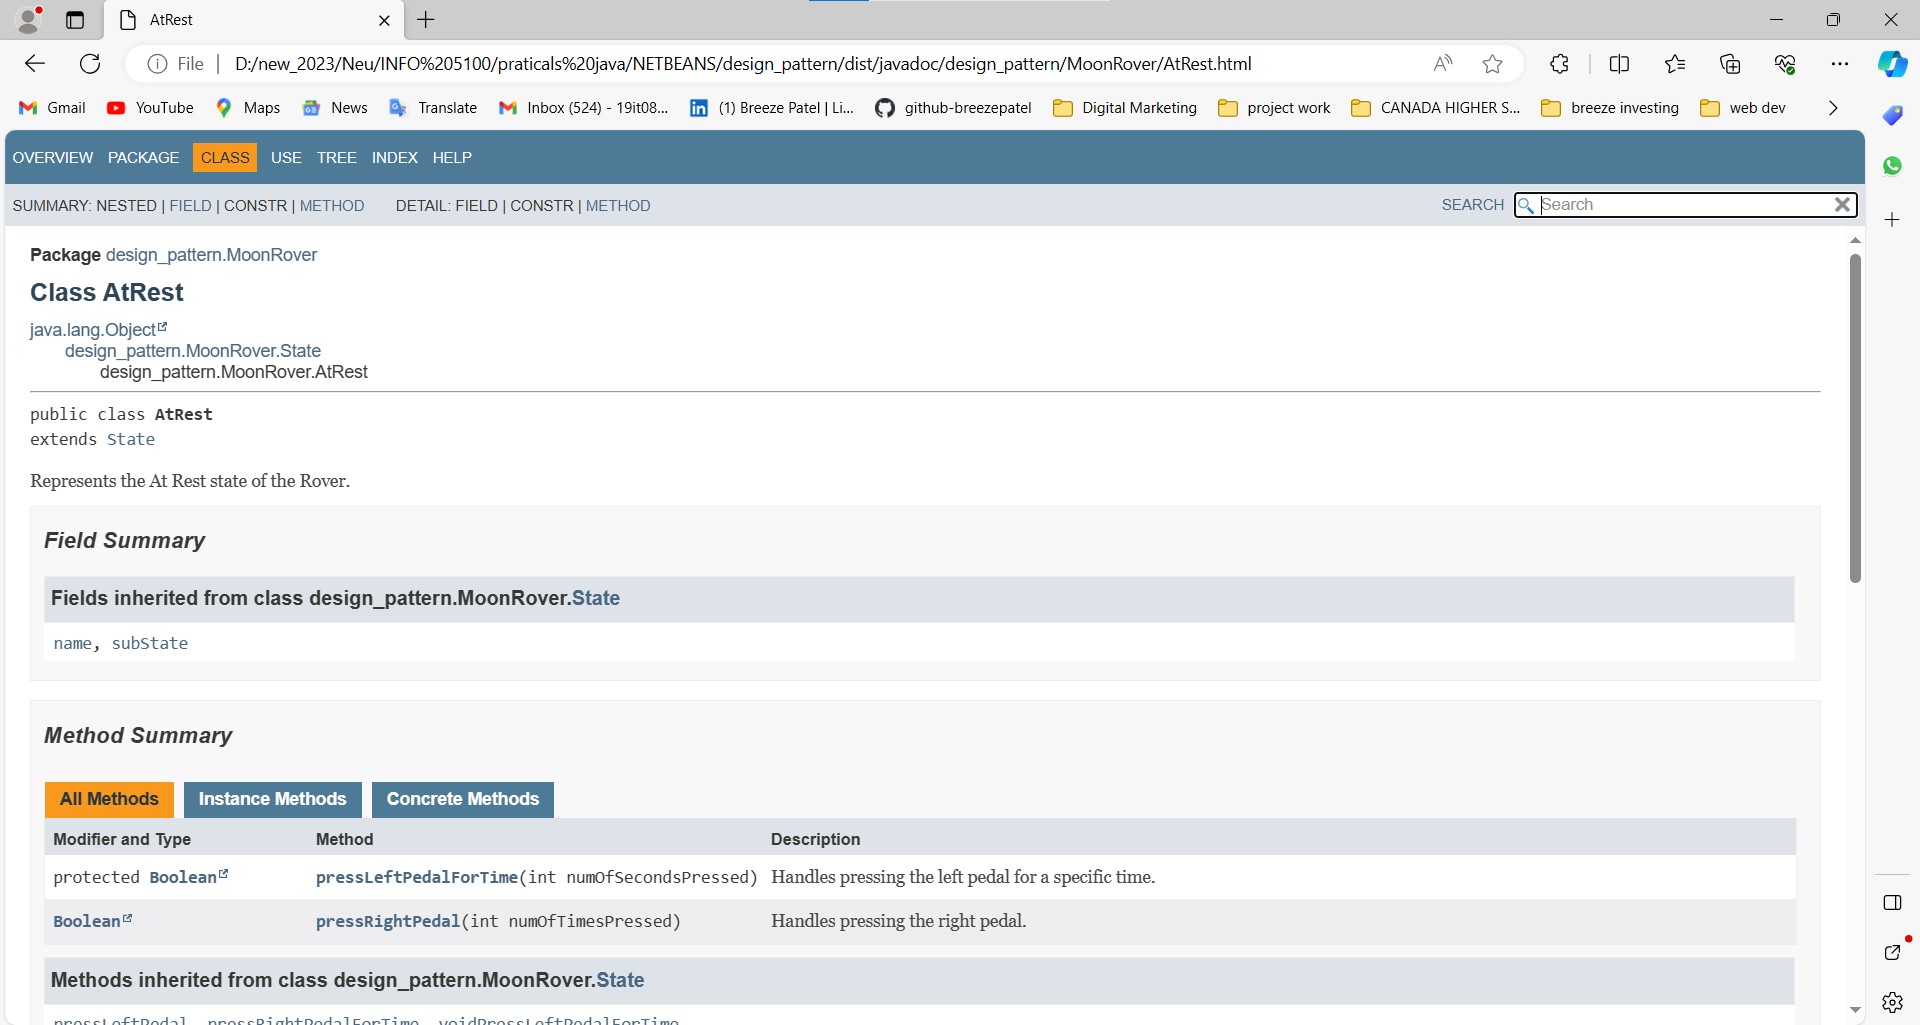 AtRest
File
D:/new_2023/Neu/INFO%205100/praticals%20java/NETBEANS/design_pattern/dist/javadoc/design_pattern/MoonRover/AtRest.html
Gmail YouTube Maps News Translate Inbox (524) - 19it08... (1) Breeze Patel | Li... github-breezepatel Digital Marketing project work CANADA HIGHER S... breeze investing web dev
OVERVIEW PACKAGE CLASS USE TREE INDEX HELP
SUMMARY: NESTED | FIELD | CONSTR | METHOD DETAIL: FIELD | CONSTR | METHOD SEARCH Search
Package design_pattern.MoonRover
Class AtRest
java.lang.Object
design_pattern.MoonRover.State
design_pattern.MoonRover.AtRest
public class AtRest
extends State
Represents the At Rest state of the Rover.
Field Summary
Fields inherited from class design_pattern.MoonRover.State
name, subState
Method Summary
All Methods Instance Methods Concrete Methods
Modifier and Type Method Description
protected Boolean pressLeftPedalForTime(int numOfSecondsPressed) Handles pressing the left pedal for a specific time.
Boolean pressRightPedal(int numOfTimesPressed) Handles pressing the right pedal.
Methods inherited from class design_pattern.MoonRover.State
pressLeftPedal, pressRightPedalForTime, voidPressLeftPedalForTime